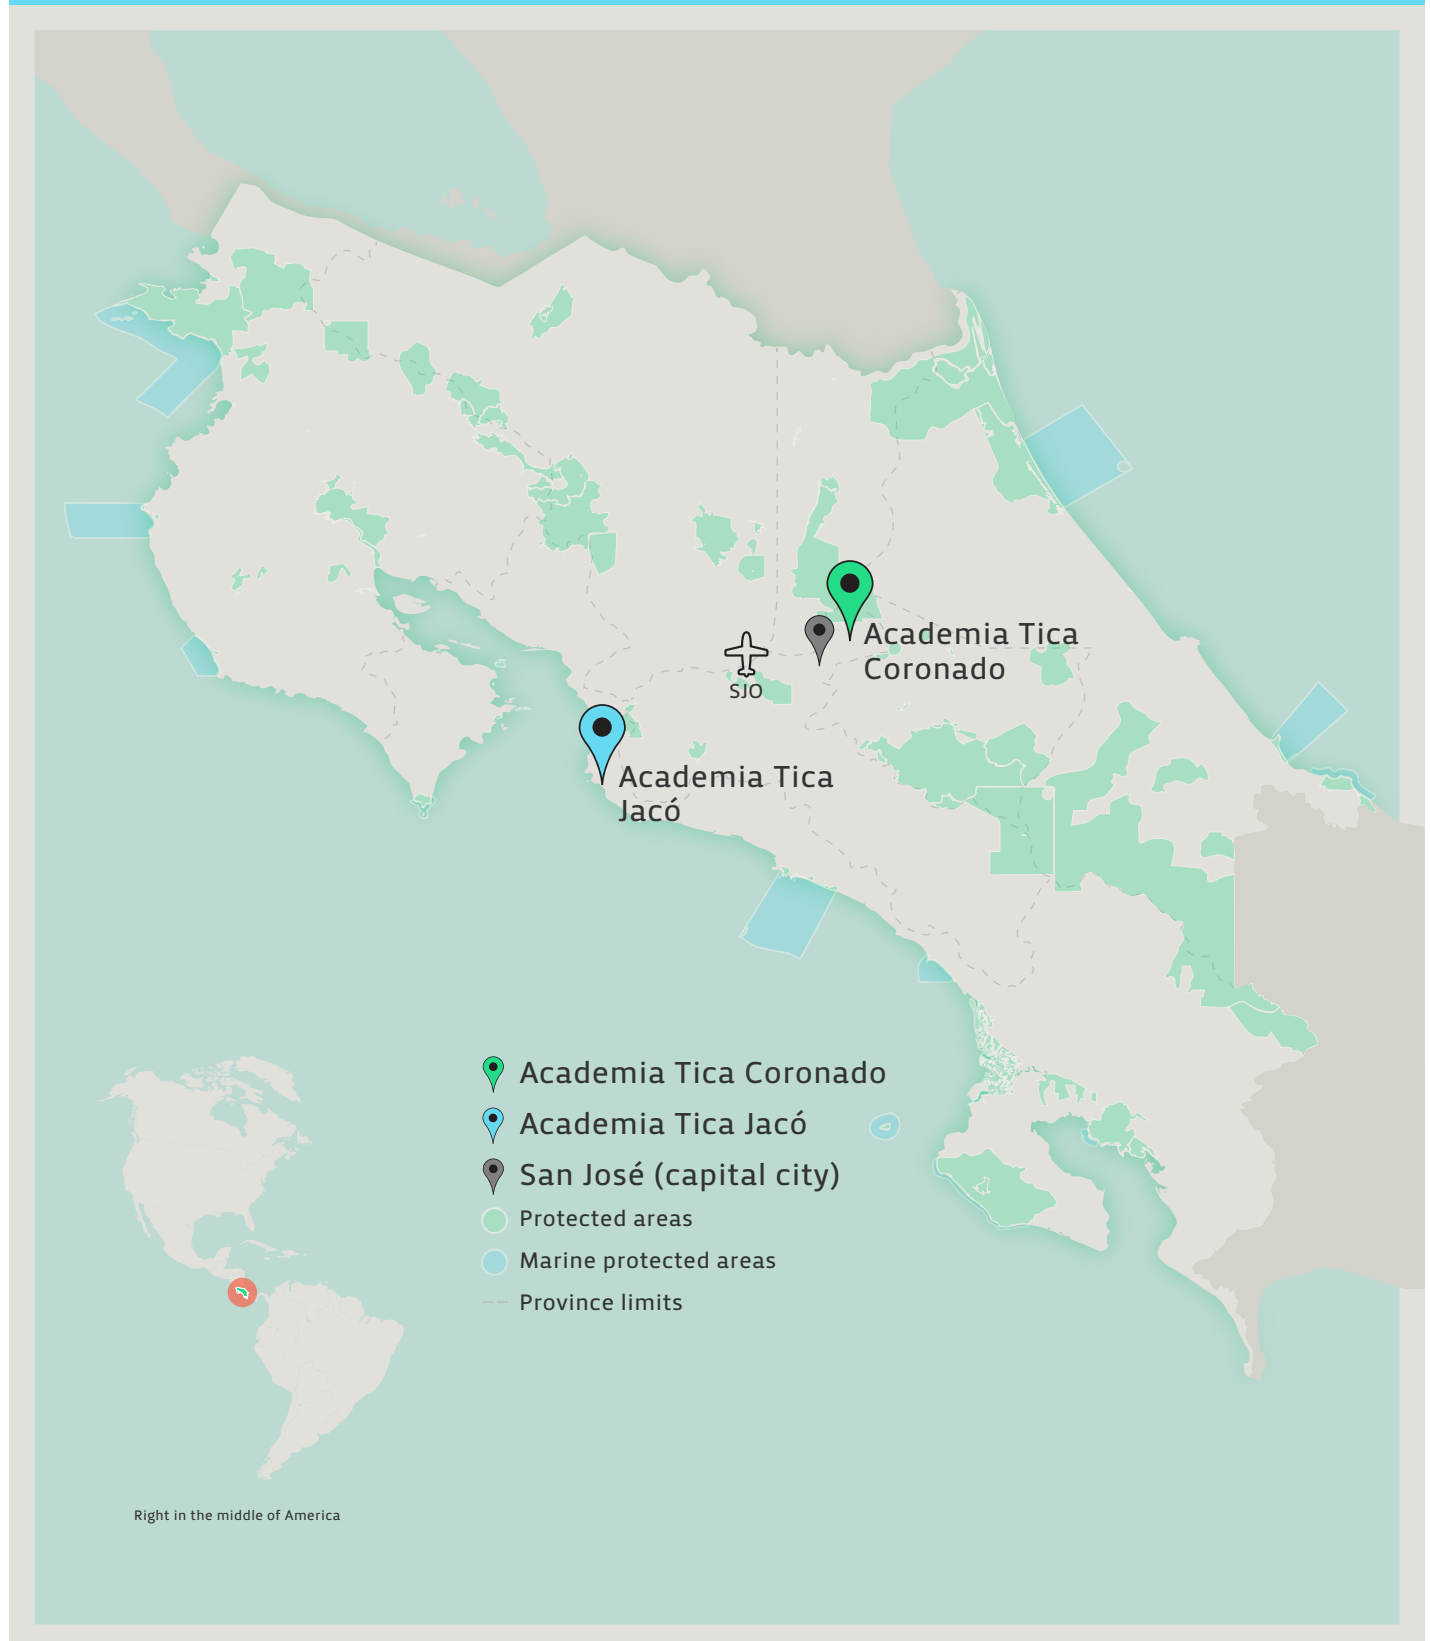 Academia Tica
Coronado
SJO
Academia Tica
Jacó
Academia Tica Coronado
Academia Tica Jacó
San José (capital city)
Protected areas
Marine protected areas
Province limits
Right in the middle of America